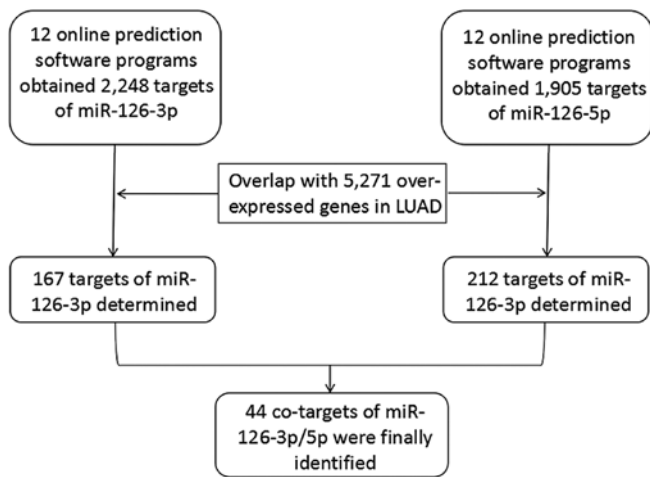 12 online prediction
software programs
obtained 2,248 targets
of miR-126-3p
12 online prediction
software programs
obtained 1,905 targets
of miR-126-5p
Overlap with 5,271 over-
expressed genes in LUAD
167 targets of miR-
126-3p determined
212 targets of miR-
126-3p determined
44 co-targets of miR-
126-3p/5p were finally
identified